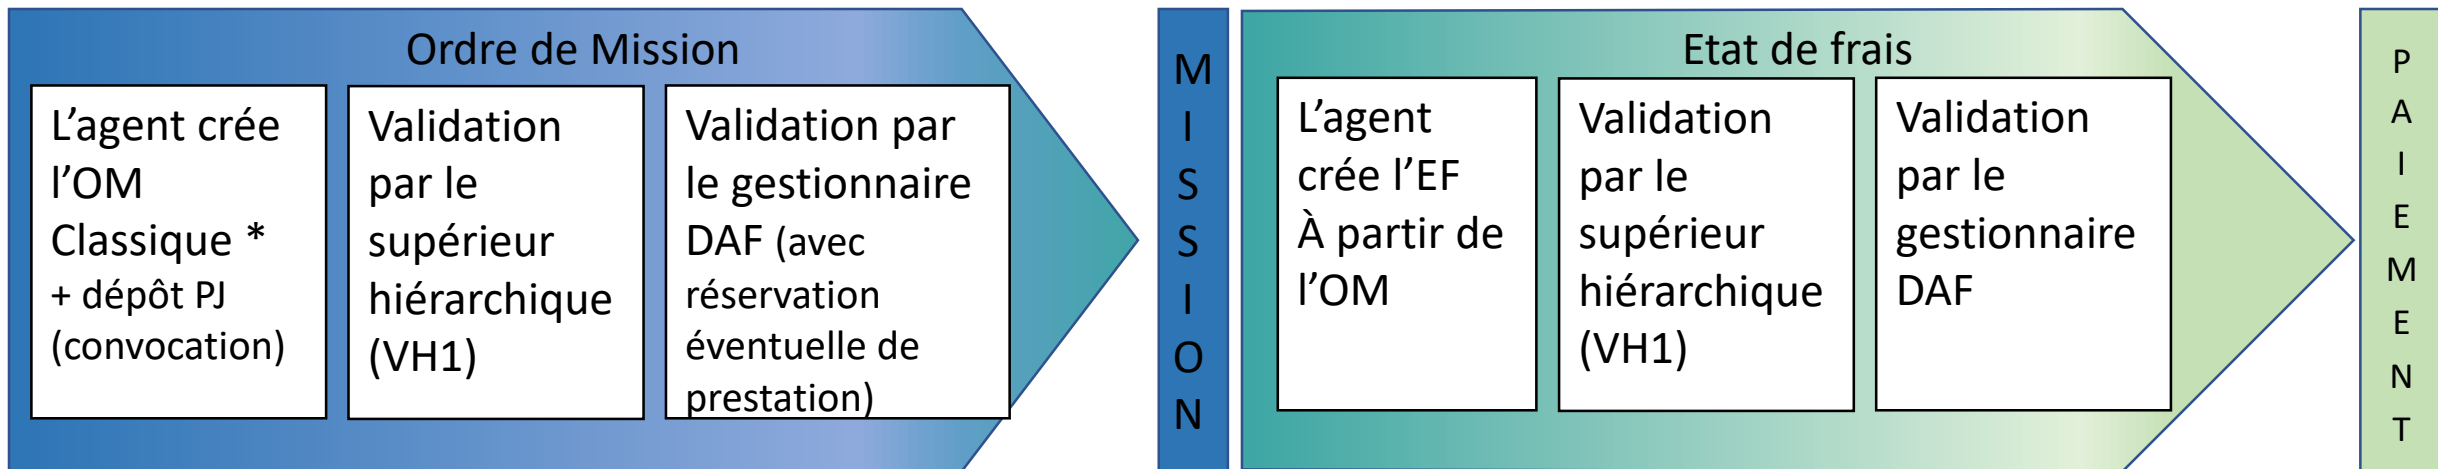 Ordre de Mission
L’agent crée
l’OM
Classique *
+ dépôt PJ
(convocation)
Validation
par le
supérieur
hiérarchique
(VH1)
Validation par
le gestionnaire
DAF (avec
réservation
éventuelle de
prestation)
M
I
S
S
I
O
N
Etat de frais
L’agent
crée l’EF
À partir de
l’OM
Validation
par le
supérieur
hiérarchique
(VH1)
Validation
par le
gestionnaire
DAF
P
A
I
E
M
E
N
T